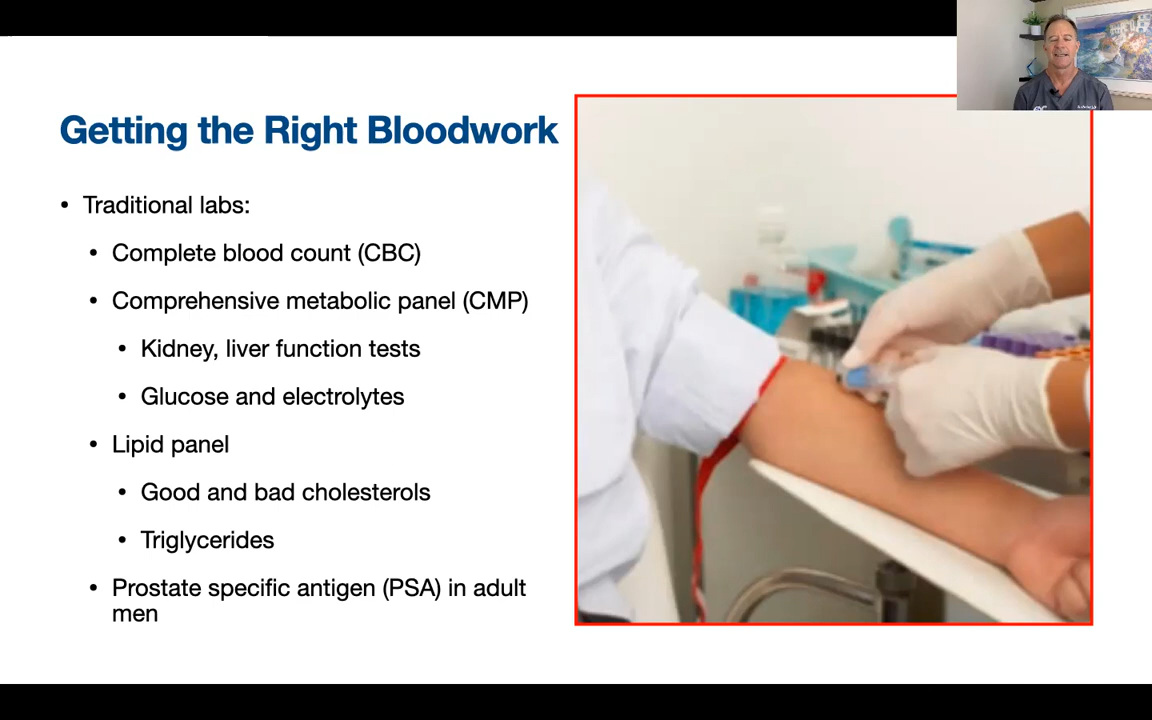 Getting the Right Bloodwork
• Traditional labs:
• Complete blood count (CBC)
• Comprehensive metabolic panel (CMP)
• Kidney, liver function tests
• Glucose and electrolytes
• Lipid panel
• Good and bad cholesterols
• Triglycerides
• Prostate specific antigen (PSA) in adult
men